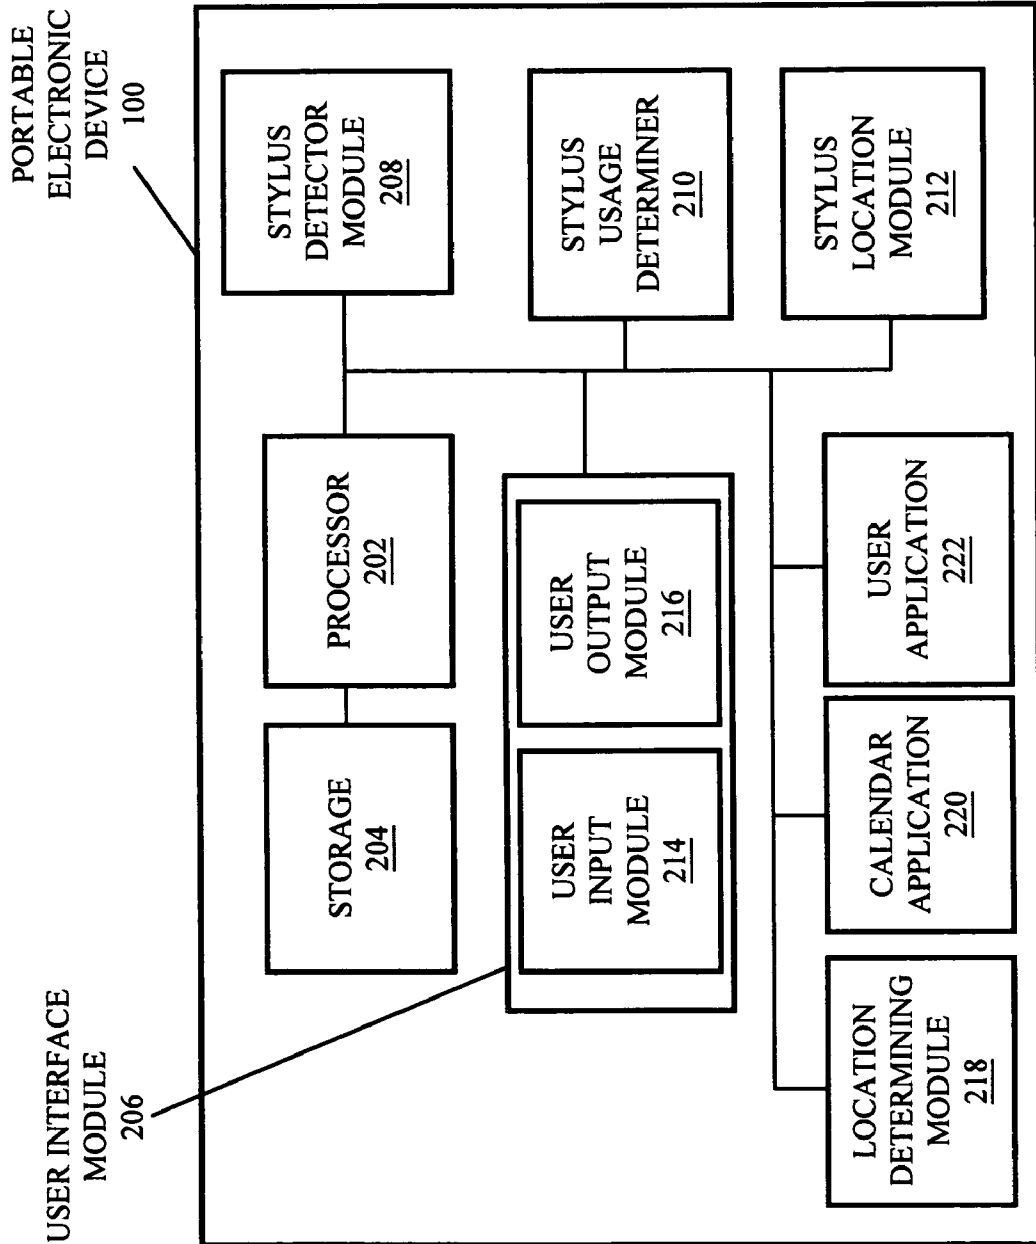 PORTABLE
ELECTRONIC
DEVICE
100
USER INTERFACE
MODULE
206
STORAGE
204
PROCESSOR
202
STYLUS
DETECTOR
MODULE
208
USER
INPUT
MODULE
214
USER
OUTPUT
MODULE
216
STYLUS
USAGE
DETERMINER
210
STYLUS
LOCATION
MODULE
212
LOCATION
DETERMINING
MODULE
218
CALENDAR
APPLICATION
220
USER
APPLICATION
222